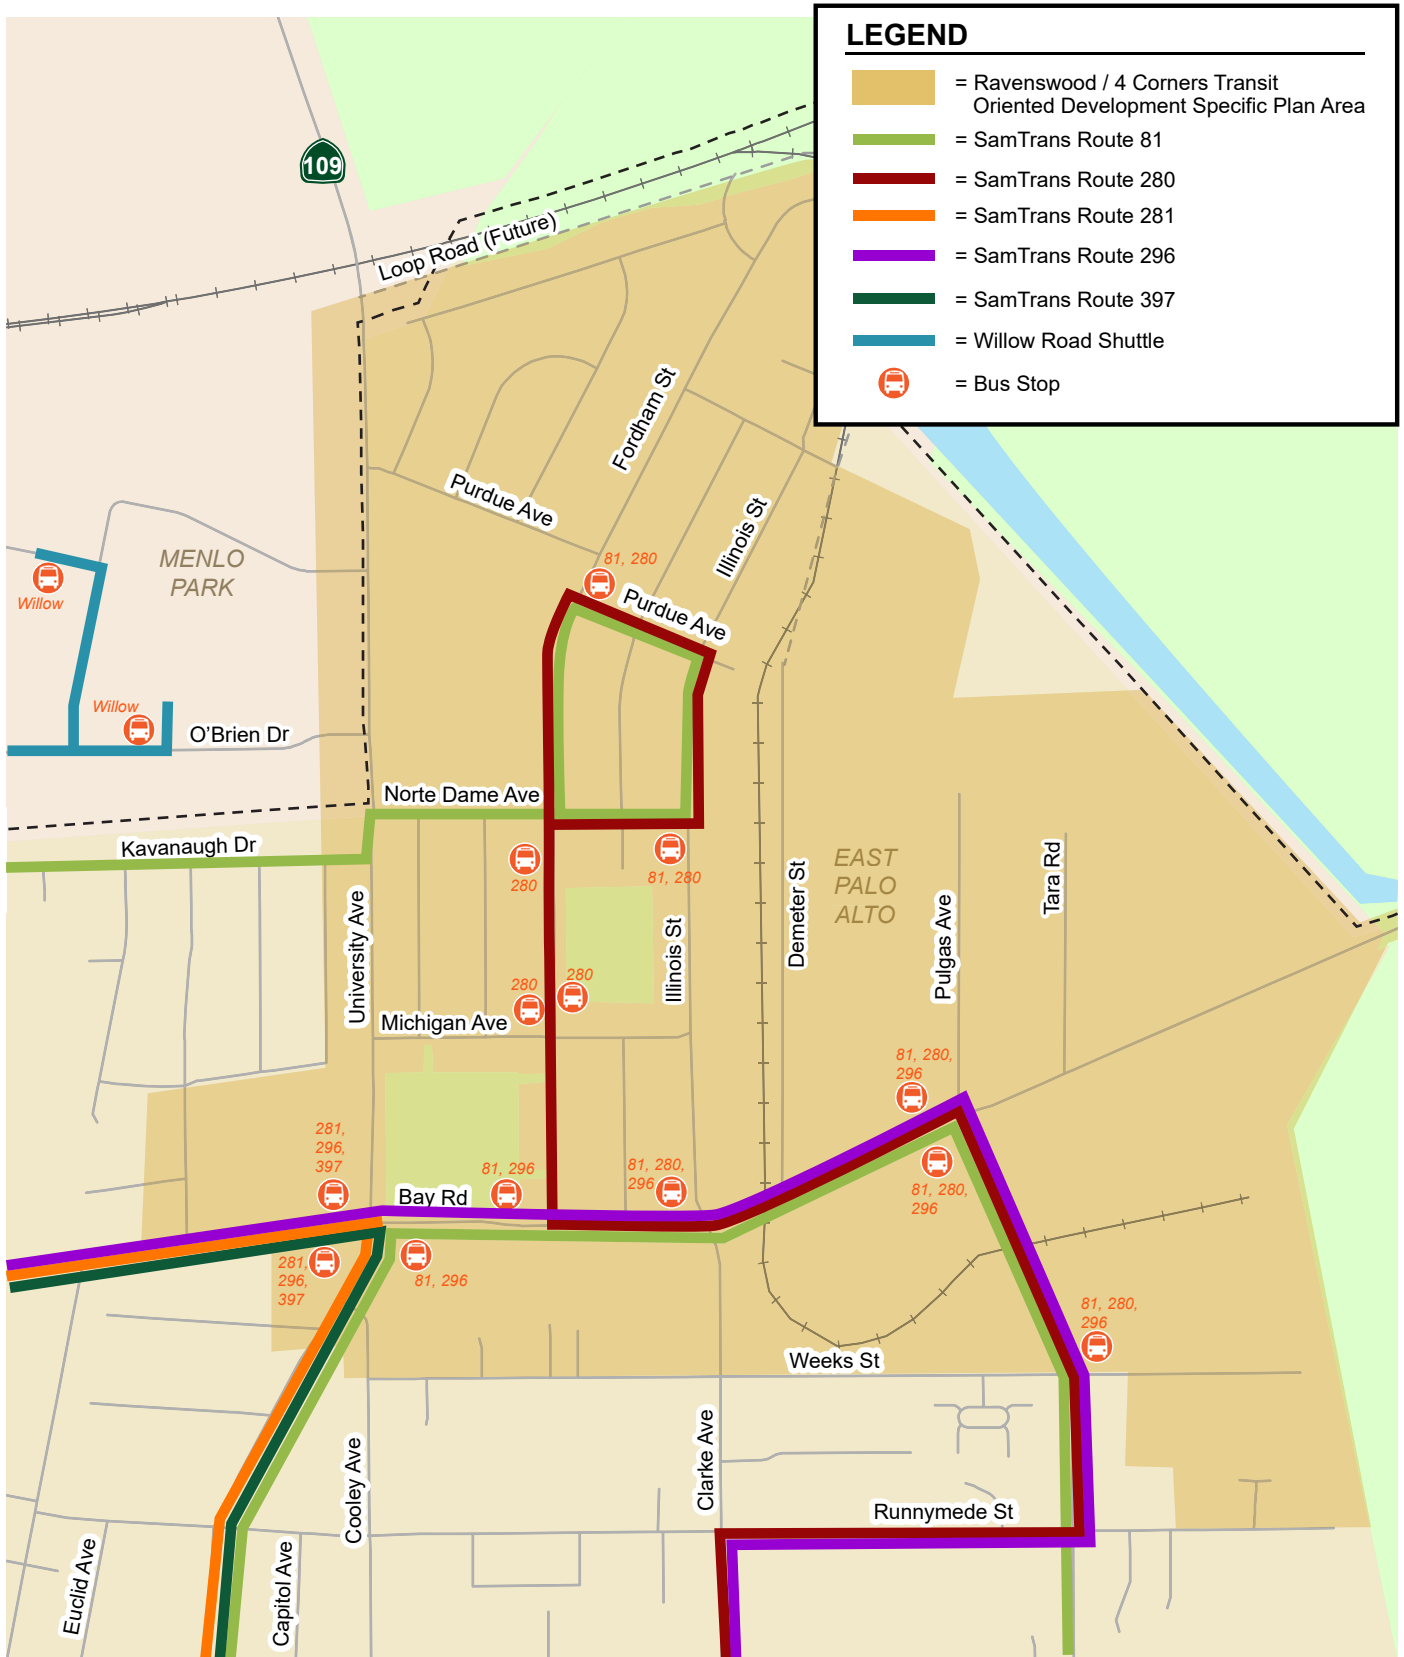 LEGEND
= Ravenswood / 4 Corners Transit
Oriented Development Specific Plan Area
= SamTrans Route 81
= SamTrans Route 280
= SamTrans Route 281
= SamTrans Route 296
= SamTrans Route 397
= Willow Road Shuttle
= Bus Stop
109
Loop Road (Future)
Fordham St
Purdue Ave
Illinois St
MENLO
PARK
81, 280
Willow
Purdue Ave
Willow
O'Brien Dr
Norte Dame Ave
Kavanaugh Dr
280
81, 280
EAST
PALO
ALTO
Tara Rd
Demeter St
Pulgas Ave
University Ave
Illinois St
280
280
Michigan Ave
81, 280,
296
281,
296,
397
81, 296
81, 280,
296
Bay Rd
81, 280,
296
281,
296,
397
81, 296
81, 280,
296
Weeks St
Clarke Ave
Cooley Ave
Runnymede St
Euclid Ave
Capitol Ave